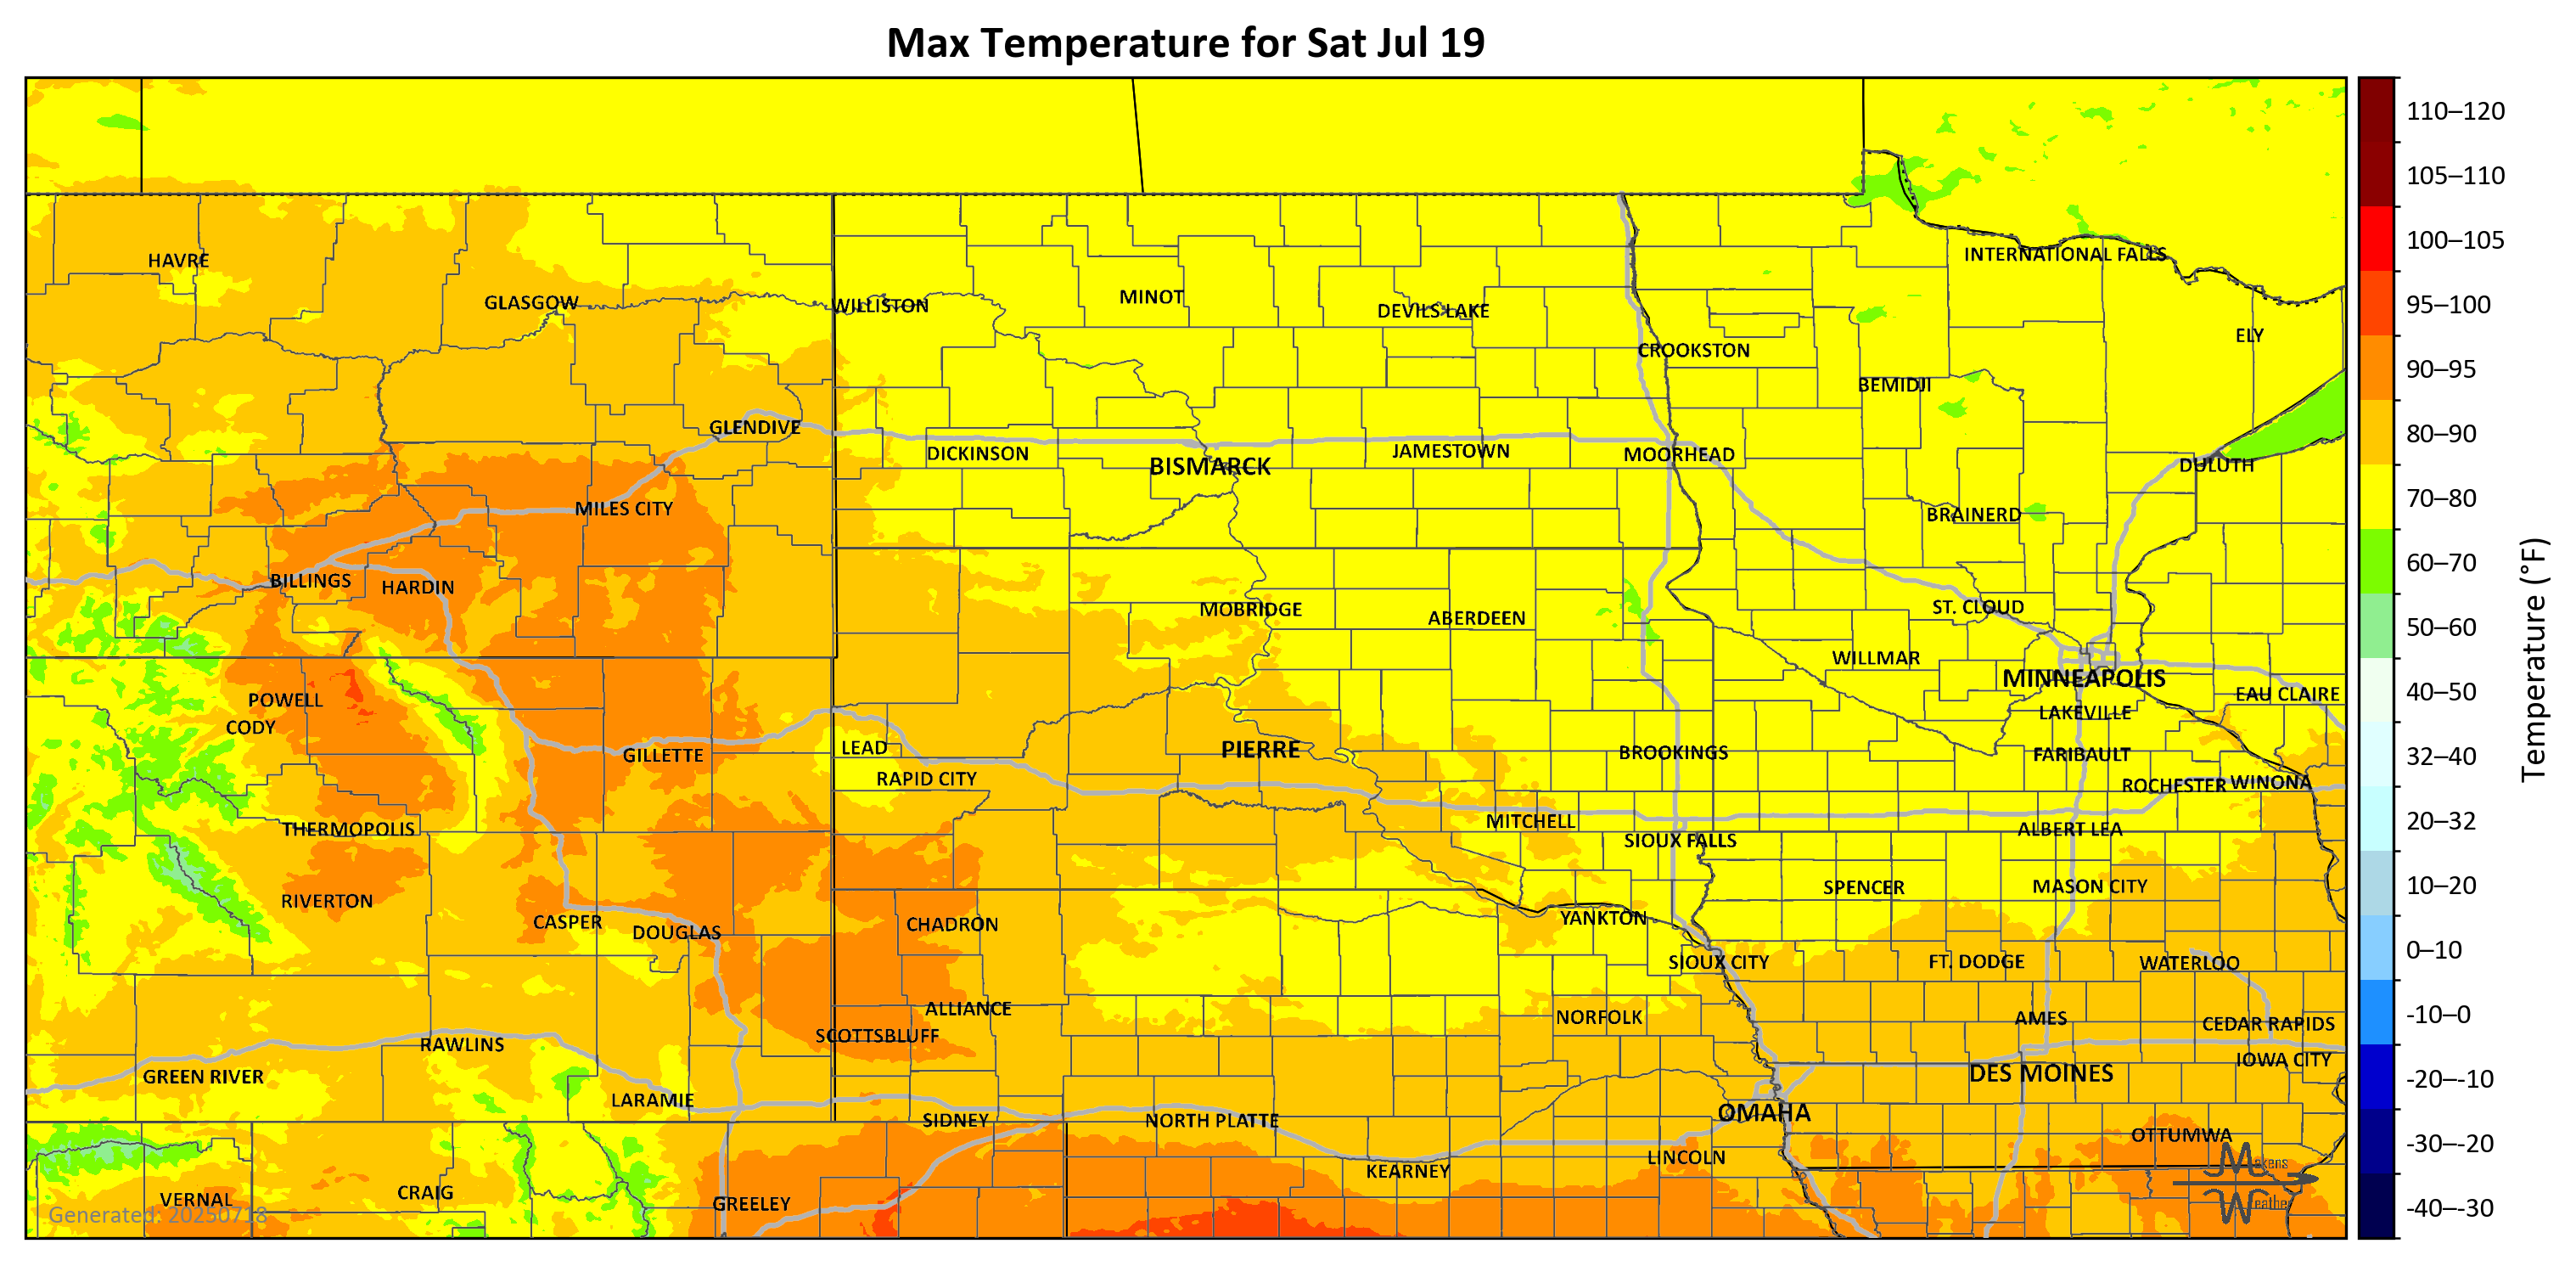 Max Temperature for Sat Jul 19
HAVRE
GLASGOW
WILLISTON
MINOT
DEVILS LAKE
INTERNATIONAL FALLS
CROOKSTON
ELY
BEMIDJI
GLENDIVE
DICKINSON
BISMARCK
JAMESTOWN
MOORHEAD
DULUTH
MILES CITY
BRAINERD
BILLINGS
HARDIN
MOBRIDGE
ABERDEEN
ST. CLOUD
WILLMAR
MINNEAPOLIS
POWELL
CODY
EAU CLAIRE
LAKEVILLE
GILLETTE
LEAD
RAPID CITY
PIERRE
BROOKINGS
FARIBAULT
ROCHESTER
WINONA
THERMOPOLIS
MITCHELL
SIOUX FALLS
ALBERT LEA
RIVERTON
CASPER
DOUGLAS
CHADRON
YANKTON
SPENCER
MASON CITY
SIOUX CITY
FT. DODGE
WATERLOO
ALLIANCE
SCOTTSBLUFF
NORFOLK
AMES
CEDAR RAPIDS
RAWLINS
IOWA CITY
GREEN RIVER
DES MOINES
LARAMIE
SIDNEY
NORTH PLATTE
OMAHA
OTTUMWA
LINCOLN
KEARNEY
VERNAL
CRAIG
GREELEY
Generated: 20250718
Makens
Weather
110–120
105–110
100–105
95–100
90–95
80–90
70–80
60–70
50–60
40–50
32–40
20–32
10–20
0–10
-10–0
-20–-10
-30–-20
-40–-30
Temperature (°F)